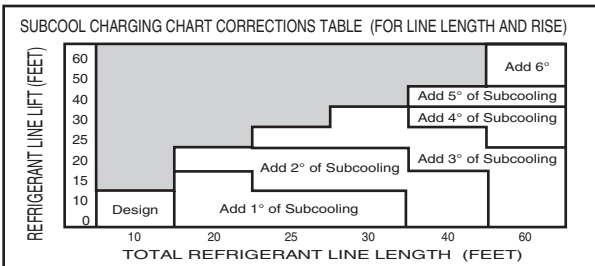 SUBCOOL CHARGING CHART CORRECTIONS TABLE (FOR LINE LENGTH AND RISE)
REFRIGERANT LINE LIFT (FEET)
60
50
40
30
25
20
15
10
0
Add 6°
Add 5° of Subcooling
Add 4° of Subcooling
Add 3° of Subcooling
Add 2° of Subcooling
Design
Add 1° of Subcooling
10 20 25 30 40 60
TOTAL REFRIGERANT LINE LENGTH (FEET)